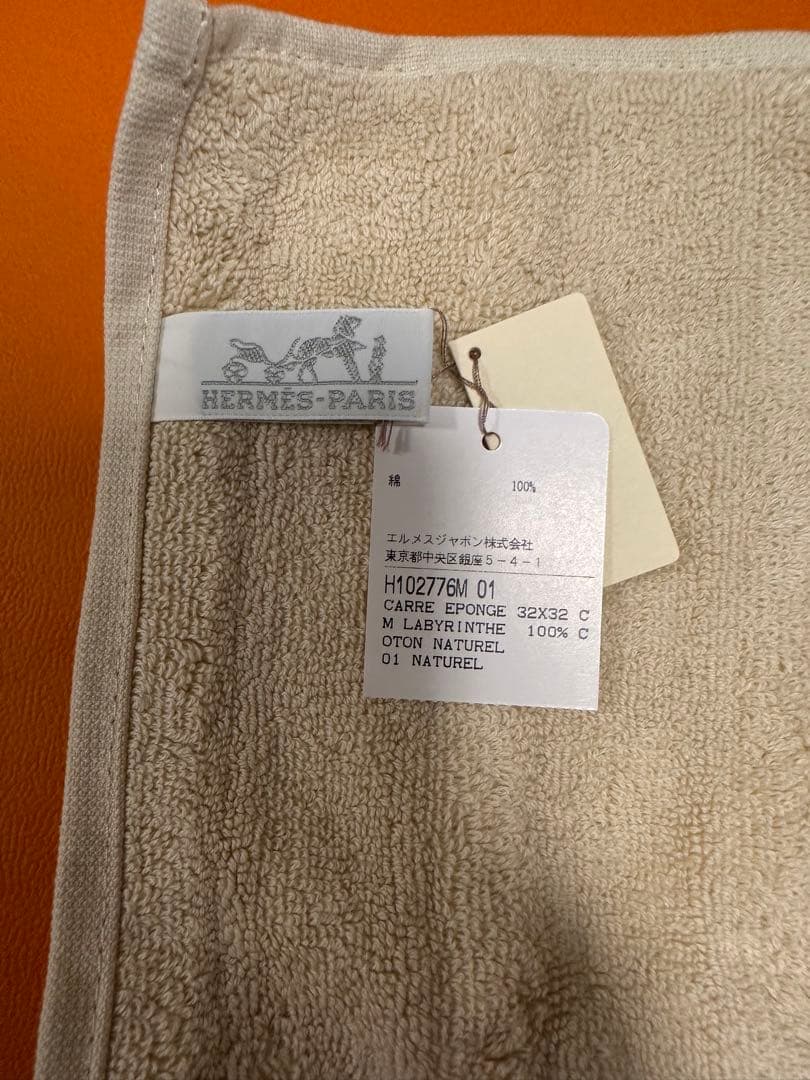 HERMÈS-PARIS
綿 100%
エルメスジャポン株式会社
東京都中央区銀座5-4-1
H102776M 01
CARRE EPONGE 32X32 C
M LABYRINTHE 100% C
OTON NATUREL
01 NATUREL